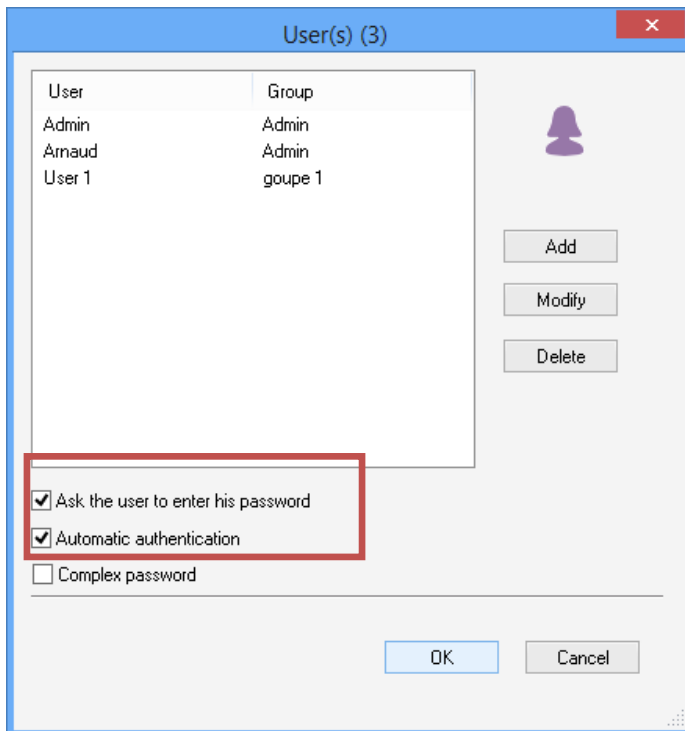 User(s) (3)
User Group
Admin Admin
Arnaud Admin
User 1 goupe 1
Add
Modify
Delete
Ask the user to enter his password
Automatic authentication
Complex password
OK Cancel